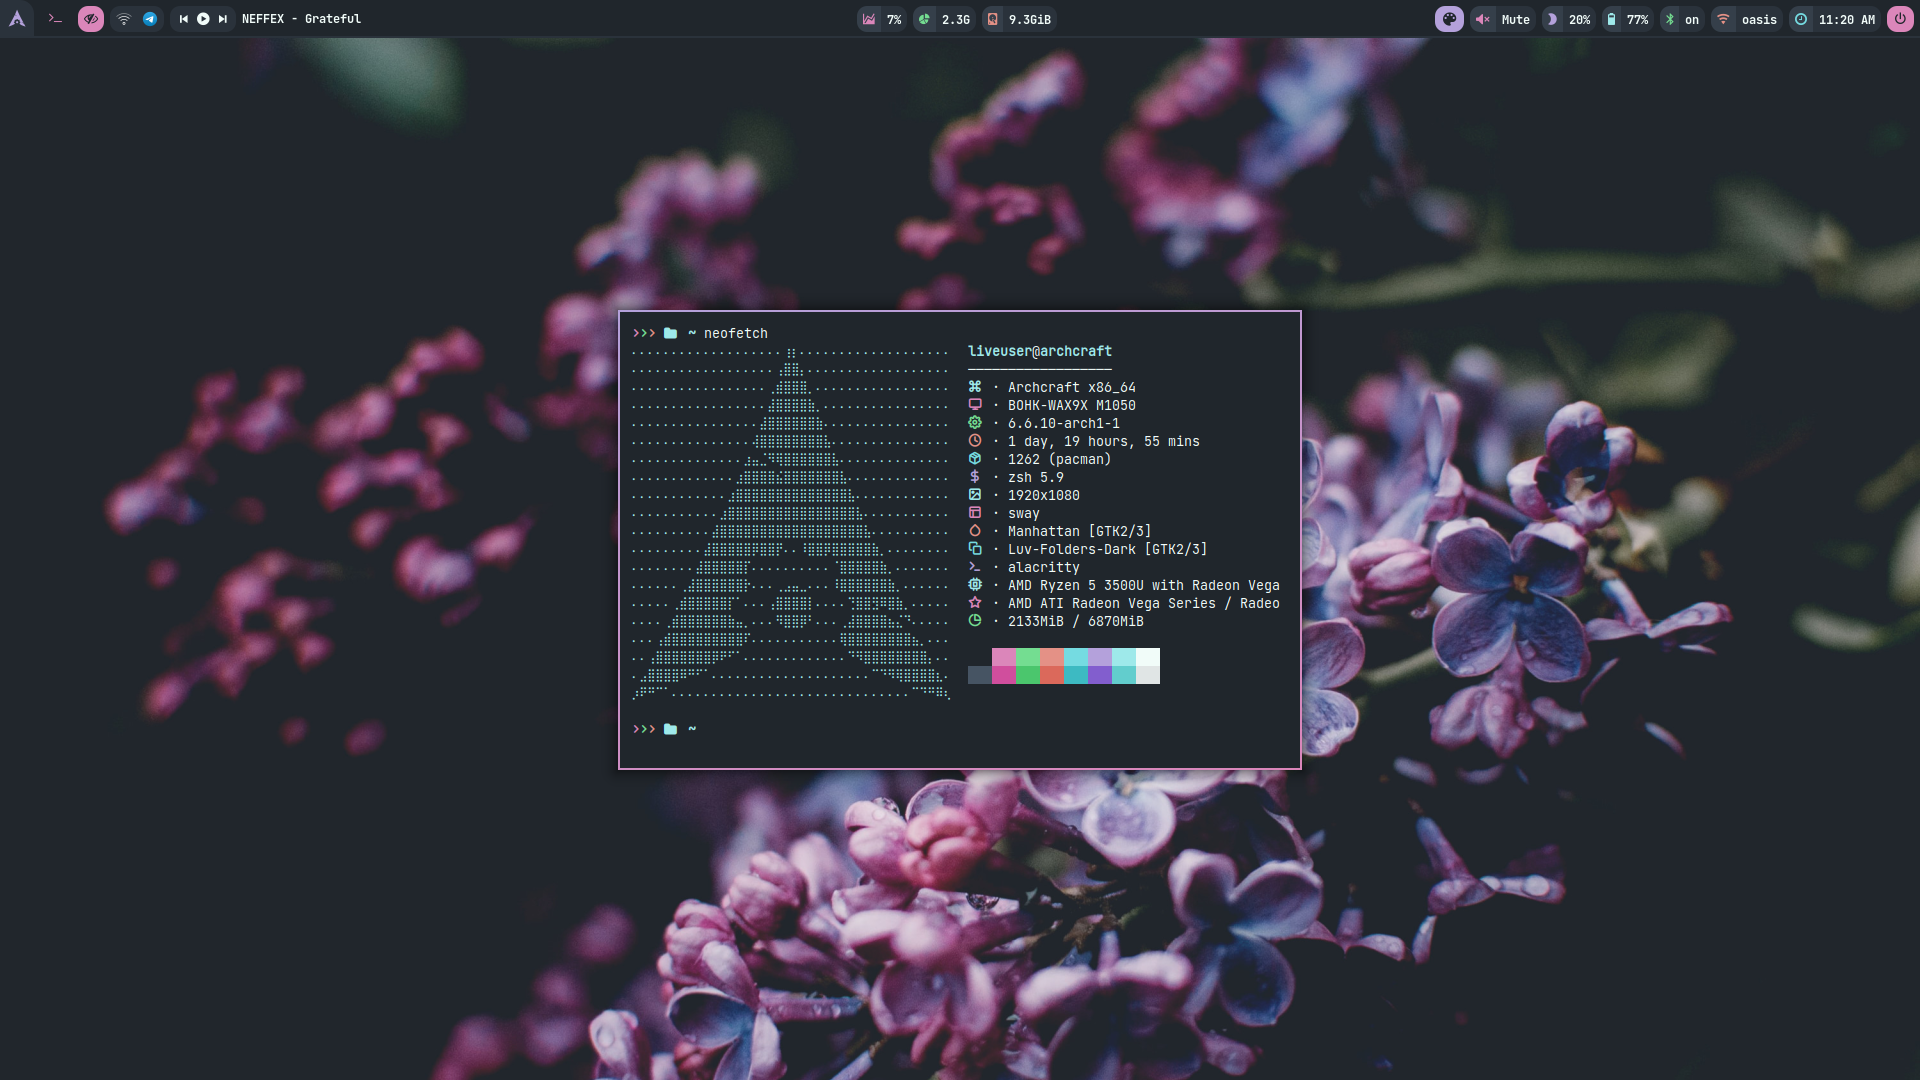 NEFFEX - Grateful
7%
2.3G
9.3GiB
Mute
20%
77%
on
oasis
11:20 AM
~ neofetch
liveuser@archcraft
· Archcraft x86_64
· BOHK-WAX9X M1050
· 6.6.10-arch1-1
· 1 day, 19 hours, 55 mins
· 1262 (pacman)
· zsh 5.9
· 1920x1080
· sway
· Manhattan [GTK2/3]
· Luv-Folders-Dark [GTK2/3]
· alacritty
· AMD Ryzen 5 3500U with Radeon Vega
· AMD ATI Radeon Vega Series / Radeo
· 2133MiB / 6870MiB
~